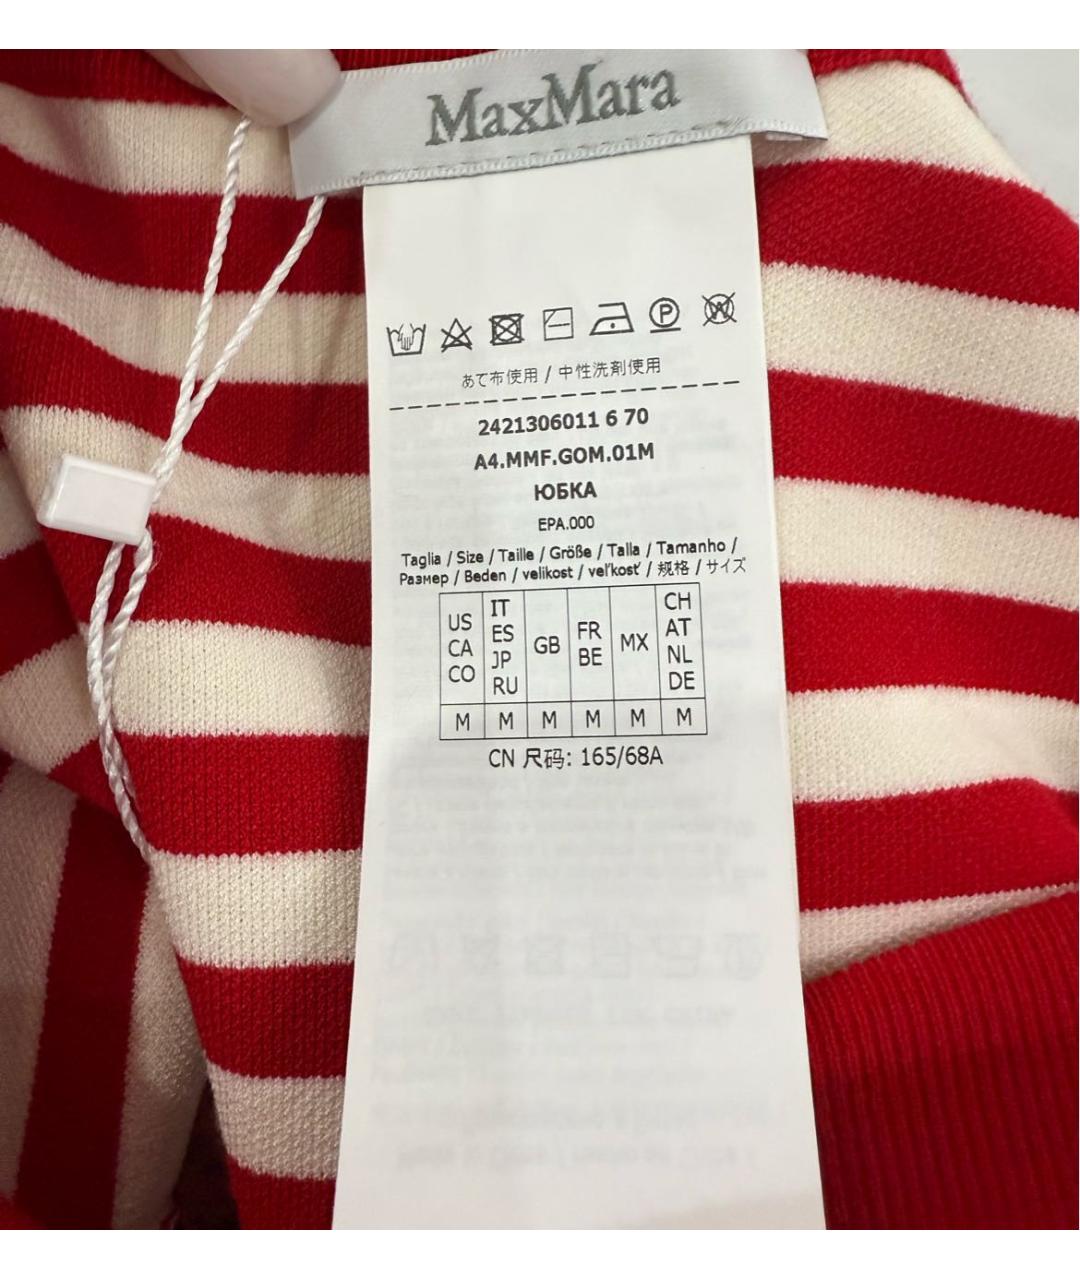 MaxMara
あて布使用 / 中性洗剤使用
2421306011 6 70
A4.MMF.GOM.01M
ЮБКА
EPA.000
Taglia / Size / Taille / Größe / Talla / Tamanho /
Размер / Beden / velikost / veľkosť / 规格 / サイズ
US CA CO
IT ES JP RU
GB
FR BE
MX
CH AT NL DE
M M M M M M
CN 尺码: 165/68A